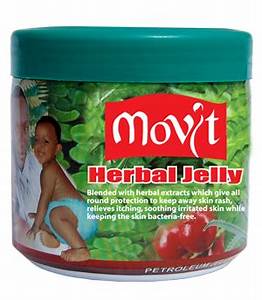 Movit
Herbal Jelly
Blended with herbal extracts which give all
round protection to keep away skin rash,
relieves itching, soothing irritated skin while
keeping the skin bacteria-free.
PETROLEUM